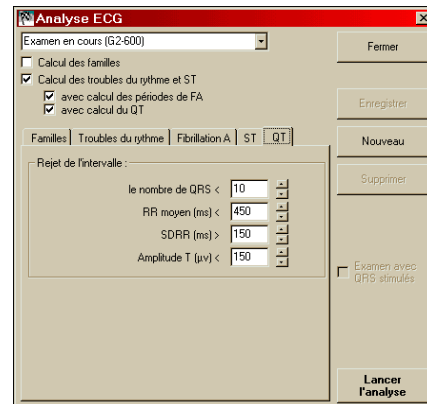 Analyse ECG
Examen en cours (G2-600)
Fermer
Calcul des familles
Calcul des troubles du rythme et ST
avec calcul des périodes de FA
avec calcul du QT
Enregistrer
Familles Troubles du rythme Fibrillation A ST QT
Nouveau
Rejet de l'intervalle :
Supprimer
le nombre de QRS < 10
RR moyen (ms) < 450
SDRR (ms) > 150
Amplitude T (µv) < 150
Examen avec
QRS stimulés
Lancer
l'analyse